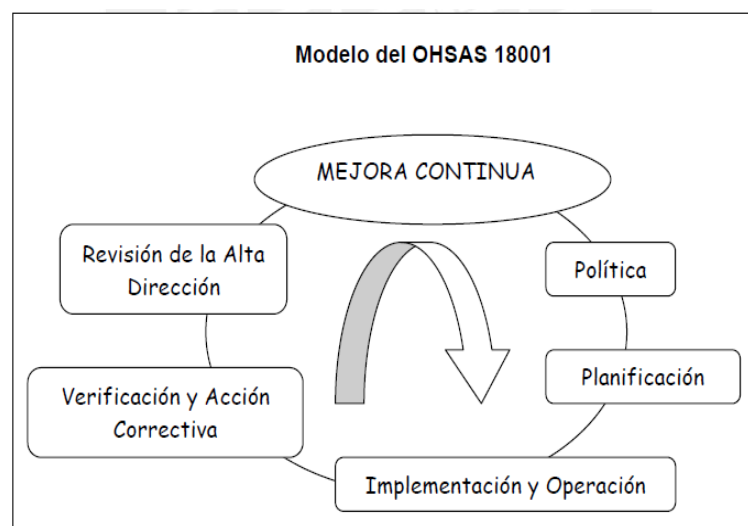 Modelo del OHSAS 18001
MEJORA CONTINUA
Revisión de la Alta
Dirección
Política
Verificación y Acción
Correctiva
Planificación
Implementación y Operación